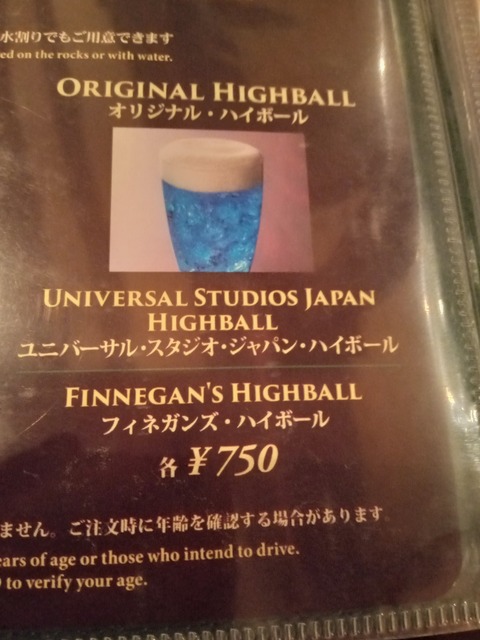 水割りでもご用意できます
ed on the rocks or with water.
ORIGINAL HIGHBALL
オリジナル・ハイボール
UNIVERSAL STUDIOS JAPAN
HIGHBALL
ユニバーサル・スタジオ・ジャパン・ハイボール
FINNEGAN'S HIGHBALL
フィネガンズ・ハイボール
各 ¥750
ません。ご注文時に年齢を確認する場合があります
ears of age or those who intend to drive.
to verify your age.